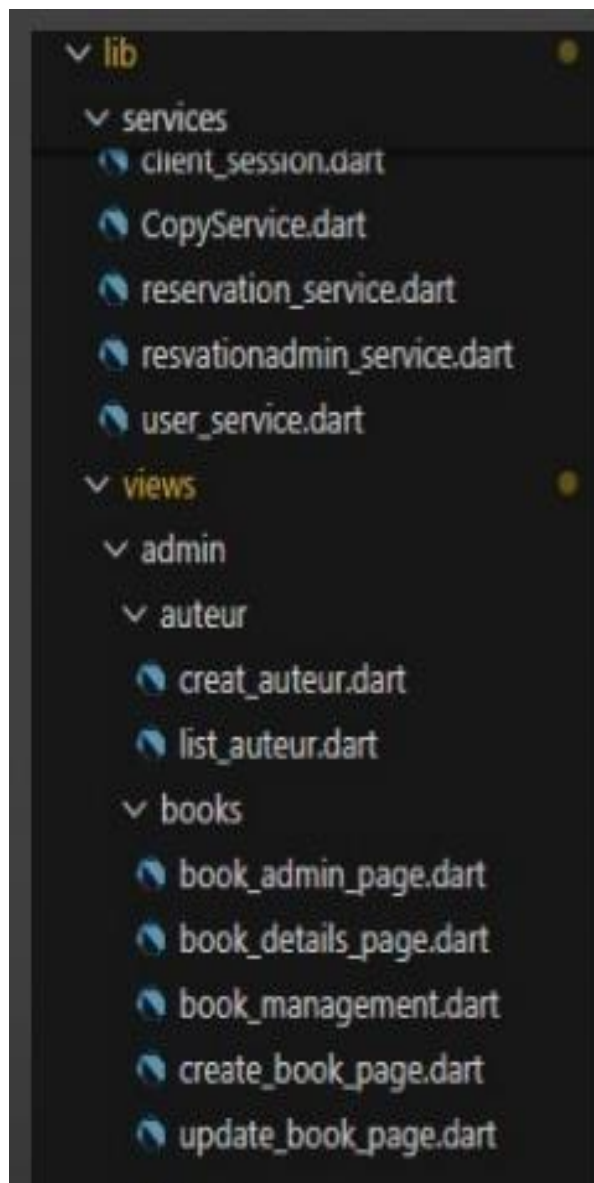 lib
services
client_session.dart
CopyService.dart
reservation_service.dart
resvationadmin_service.dart
user_service.dart
views
admin
auteur
creat_auteur.dart
list_auteur.dart
books
book_admin_page.dart
book_details_page.dart
book_management.dart
create_book_page.dart
update_book_page.dart